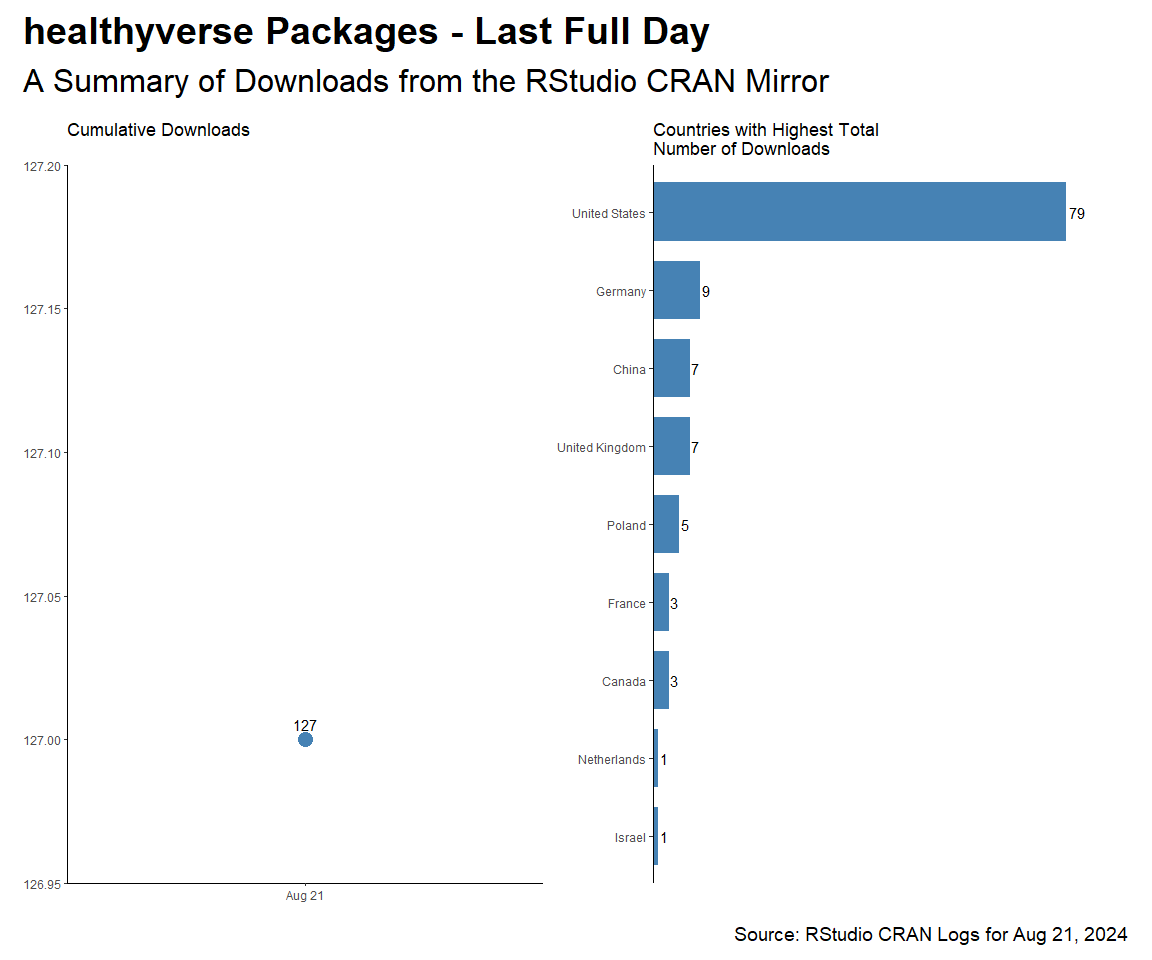 healthyverse Packages - Last Full Day
A Summary of Downloads from the RStudio CRAN Mirror
Cumulative Downloads
127.20
127.15
127.10
127.05
127.00
126.95
127
Aug 21
Countries with Highest Total
Number of Downloads
United States 79
Germany 9
China 7
United Kingdom 7
Poland 5
France 3
Canada 3
Netherlands 1
Israel 1
Source: RStudio CRAN Logs for Aug 21, 2024